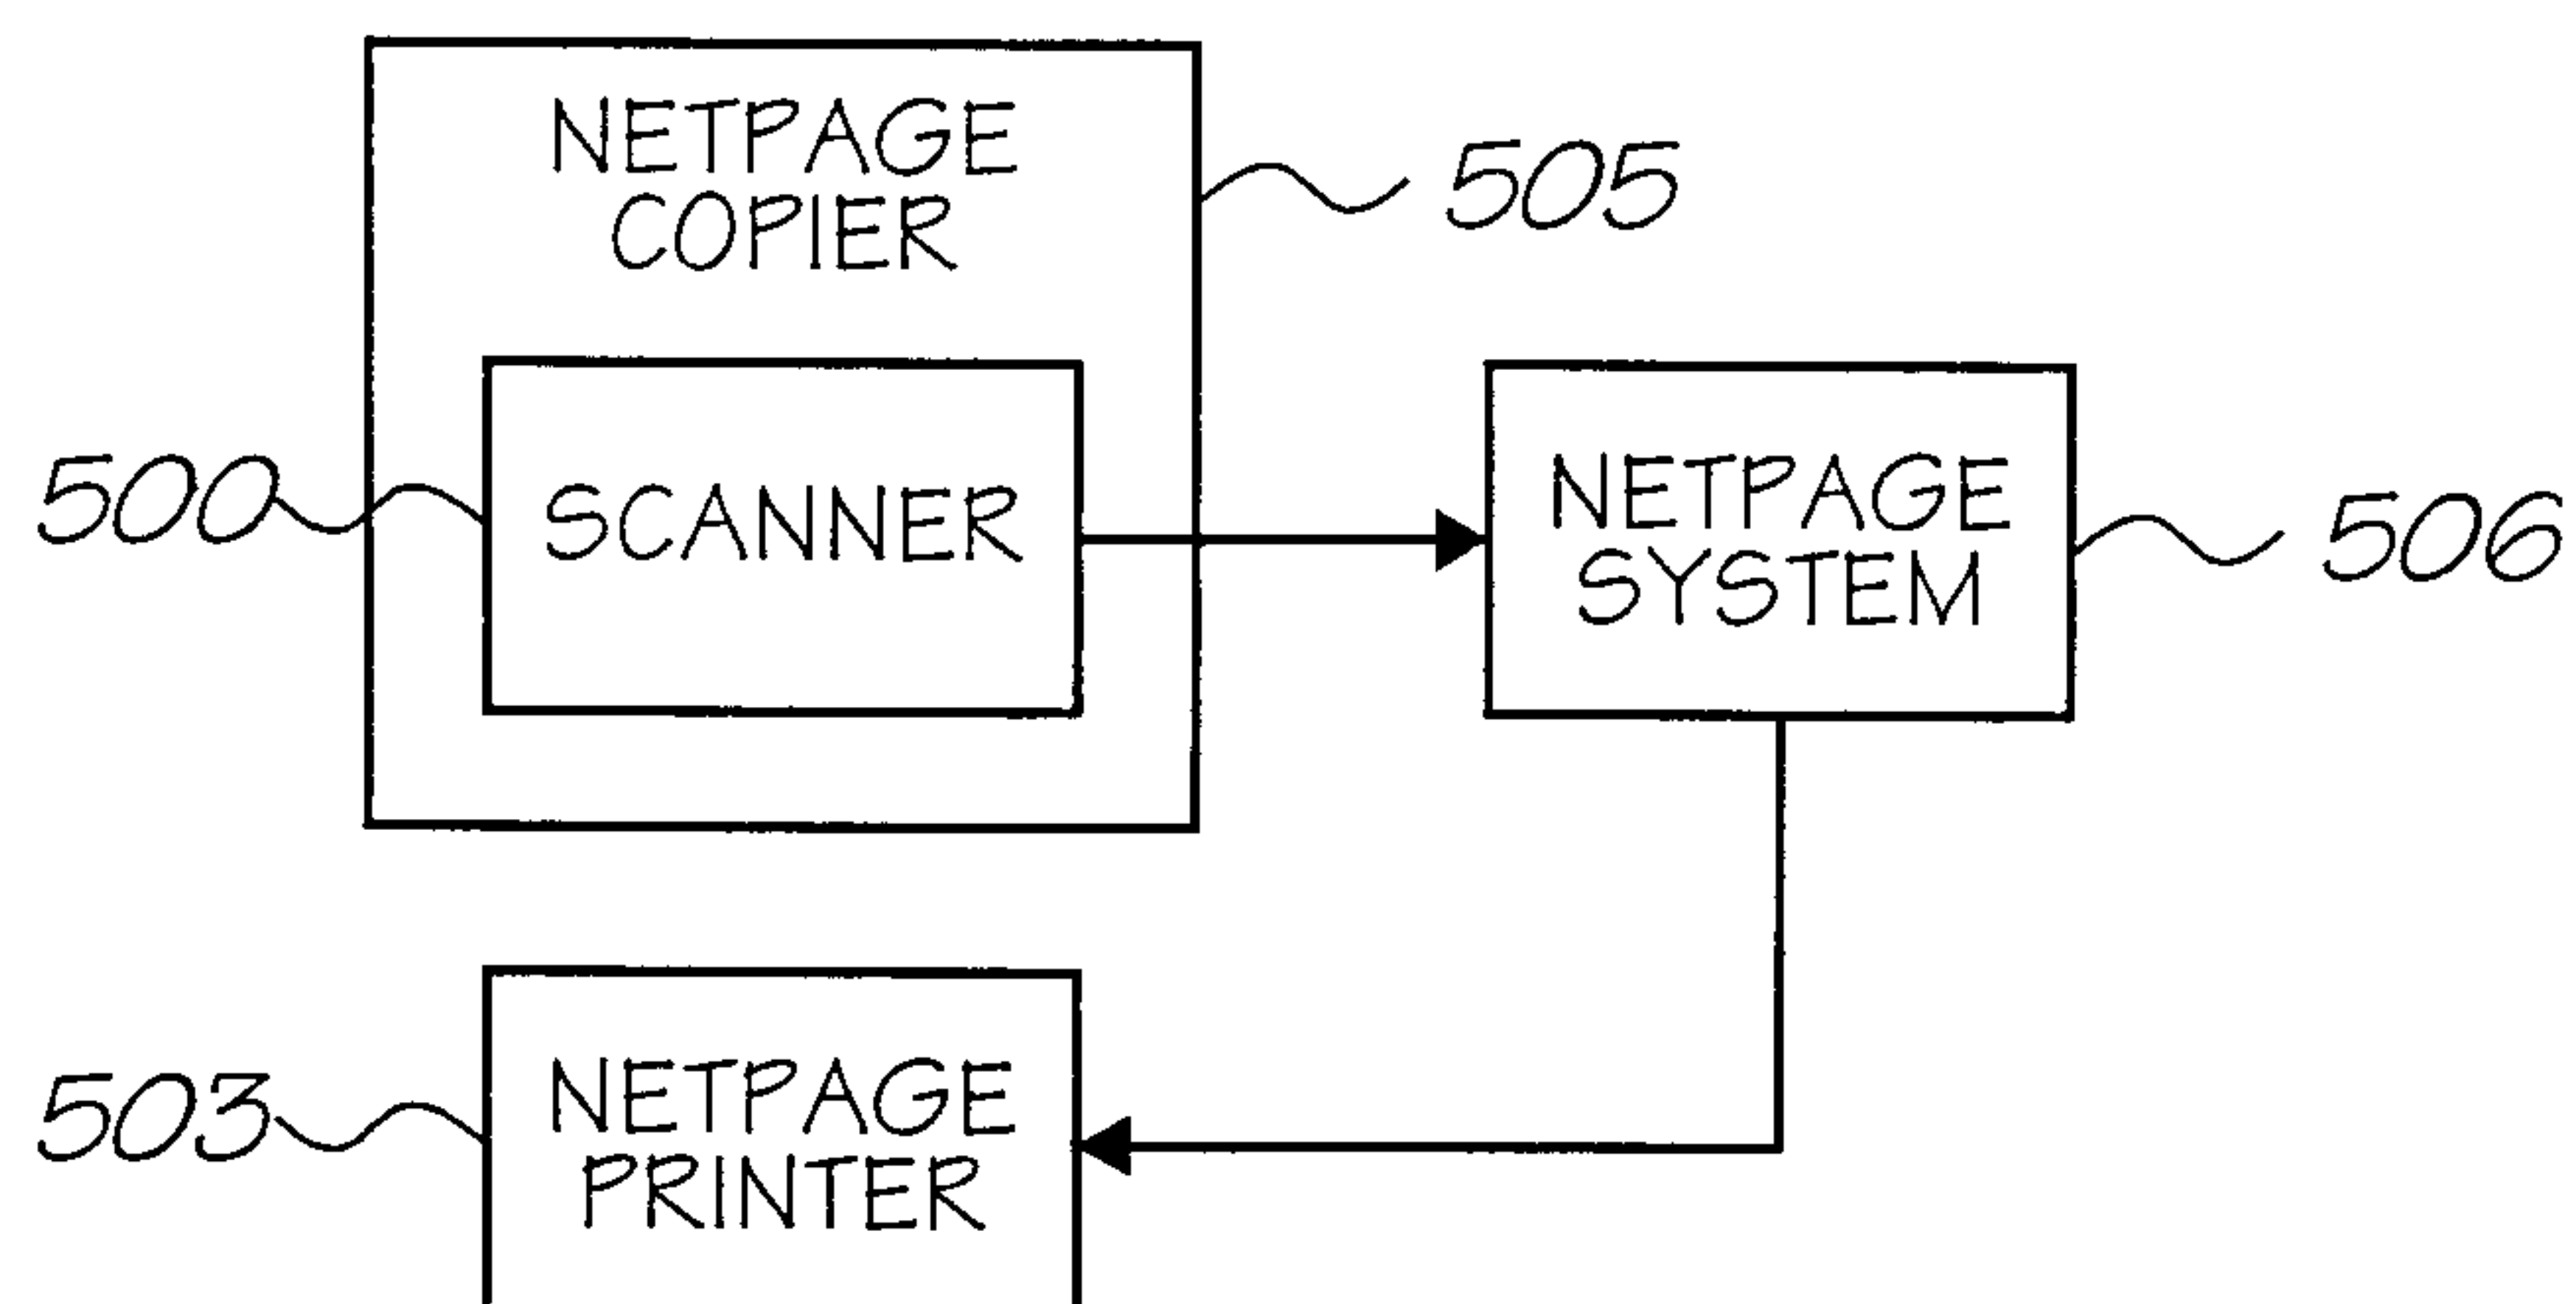 NETPAGE
COPIER
505
500
SCANNER
NETPAGE
SYSTEM
506
503
NETPAGE
PRINTER